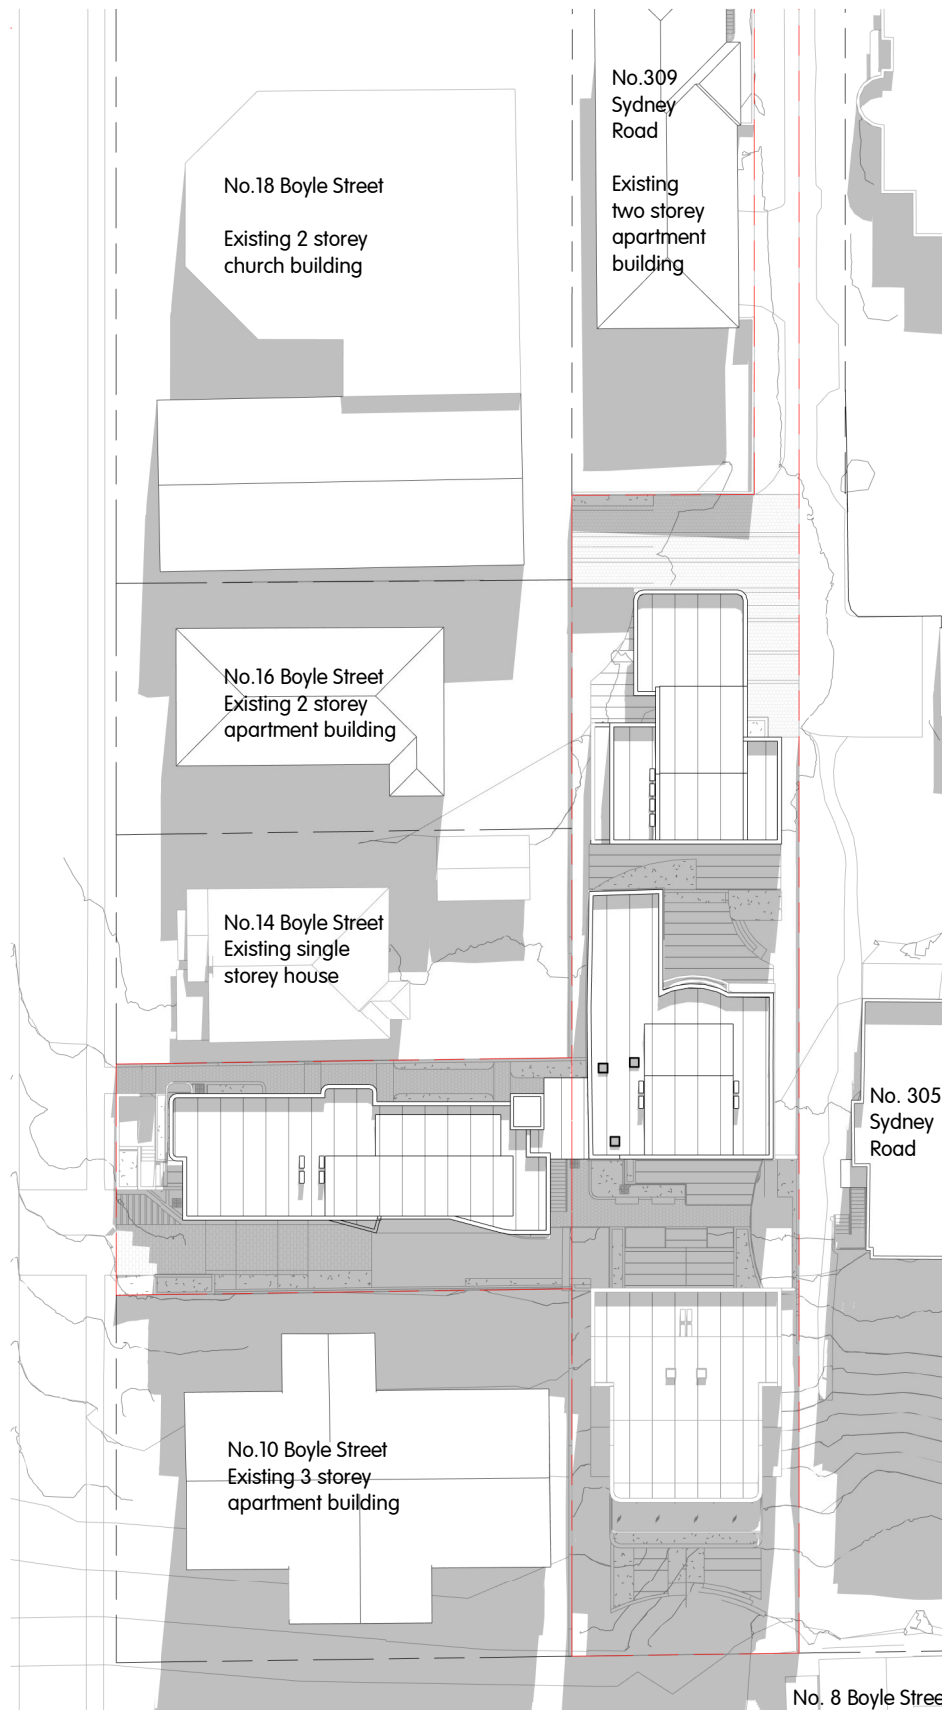 No.309
Sydney
Road
Existing
two storey
apartment
building
No.18 Boyle Street
Existing 2 storey
church building
No.16 Boyle Street
Existing 2 storey
apartment building
No.14 Boyle Street
Existing single
storey house
No. 305
Sydney
Road
No.10 Boyle Street
Existing 3 storey
apartment building
No. 8 Boyle Stree